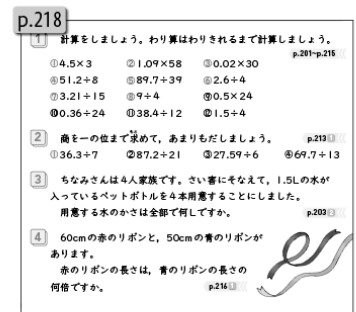 p.218
1 計算をしましょう。わり算はわりきれるまで計算しましょう。
p.201~p.215
①4.5×3 ②1.09×58 ③0.02×30
④51.2÷8 ⑤89.7÷39 ⑥2.6÷4
⑦3.21÷15 ⑧9÷4 ⑨0.5×24
⑩0.36÷24 ⑪38.4÷12 ⑫1.5÷4
2 商を一の位まで求めて，あまりもだしましょう。 p.213 1
①36.3÷7 ②87.2÷21 ③27.59÷6 ④69.7÷13
3 ちなみさんは4人家族です。さい害にそなえて，1.5Lの水が
入っているペットボトルを4本用意することにしました。
用意する水のかさは全部で何Lですか。 p.203 2
4 60cmの赤のリボンと，50cmの青のリボンが
あります。
赤のリボンの長さは，青のリボンの長さの
何倍ですか。 p.216 1